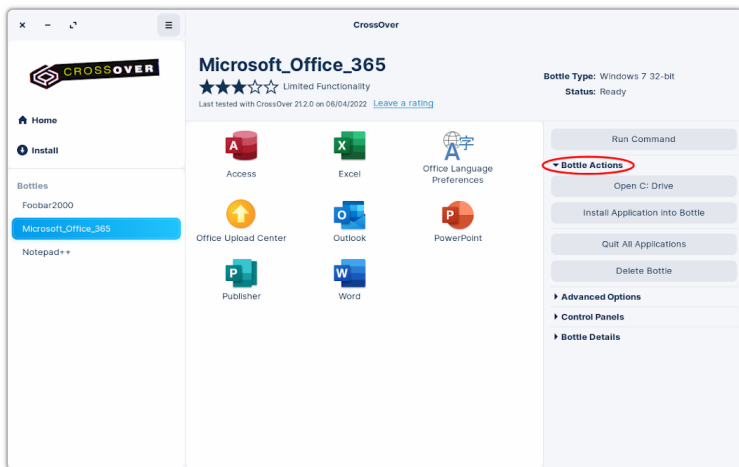 CrossOver
CROSSOVER
Home
Install
Bottles
Foobar2000
Microsoft_Office_365
Notepad++
Microsoft_Office_365
Limited Functionality
Last tested with CrossOver 21.2.0 on 06/04/2022 Leave a rating
Bottle Type: Windows 7 32-bit
Status: Ready
A
Access
X
Excel
A字
Office Language
Preferences
Office Upload Center
O
Outlook
P
PowerPoint
P
Publisher
W
Word
Run Command
Bottle Actions
Open C: Drive
Install Application into Bottle
Quit All Applications
Delete Bottle
Advanced Options
Control Panels
Bottle Details